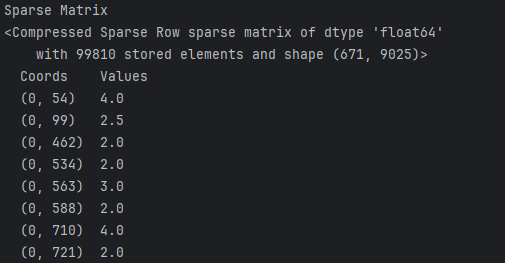 Sparse Matrix
<Compressed Sparse Row sparse matrix of dtype 'float64'
with 99810 stored elements and shape (671, 9025)>
Coords Values
(0, 54) 4.0
(0, 99) 2.5
(0, 462) 2.0
(0, 534) 2.0
(0, 563) 3.0
(0, 588) 2.0
(0, 710) 4.0
(0, 721) 2.0